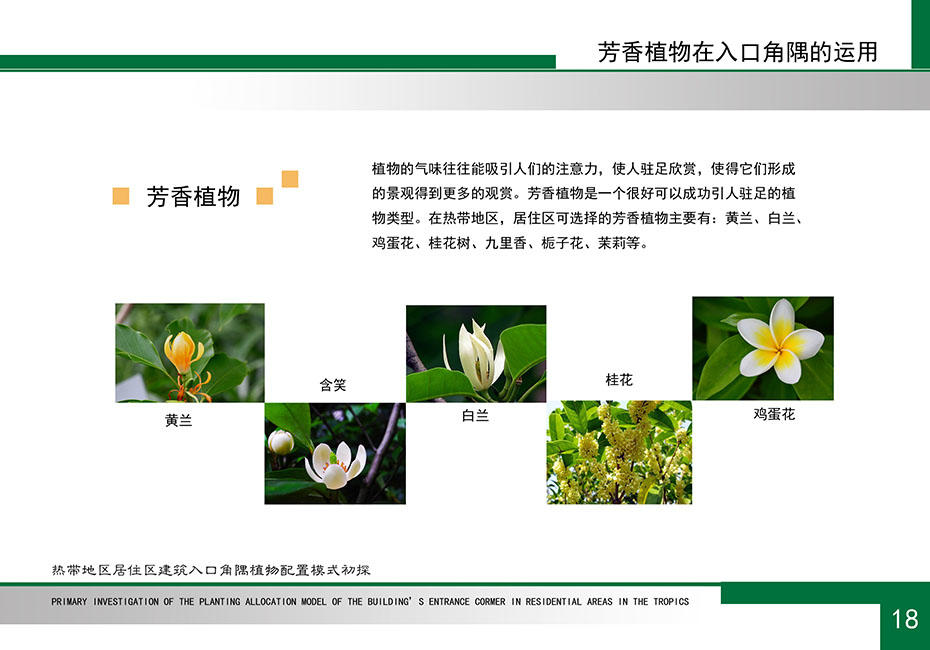 芳香植物在入口角隅的运用
芳香植物
植物的气味往往能吸引人们的注意力，使人驻足欣赏，使得它们形成
的景观得到更多的观赏。芳香植物是一个很好可以成功引人驻足的植
物类型。在热带地区，居住区可选择的芳香植物主要有：黄兰、白兰、
鸡蛋花、桂花树、九里香、栀子花、茉莉等。
黄兰
含笑
白兰
桂花
鸡蛋花
热带地区居住区建筑入口角隅植物配置模式初探
PRIMARY INVESTIGATION OF THE PLANTING ALLOCATION MODEL OF THE BUILDING'S ENTRANCE CORMER IN RESIDENTIAL AREAS IN THE TROPICS
18